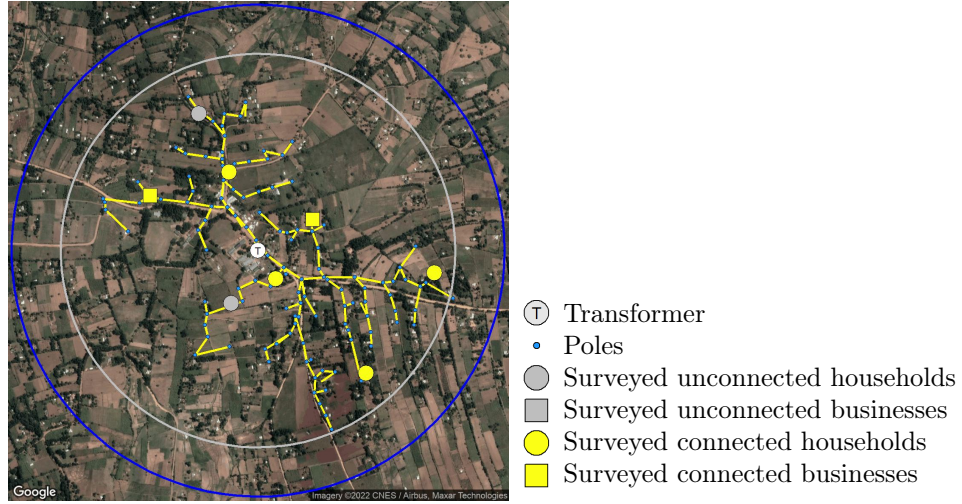 T
T Transformer
Poles
Surveyed unconnected households
Surveyed unconnected businesses
Surveyed connected households
Surveyed connected businesses
Google
Imagery ©2022 CNES / Airbus, Maxar Technologies